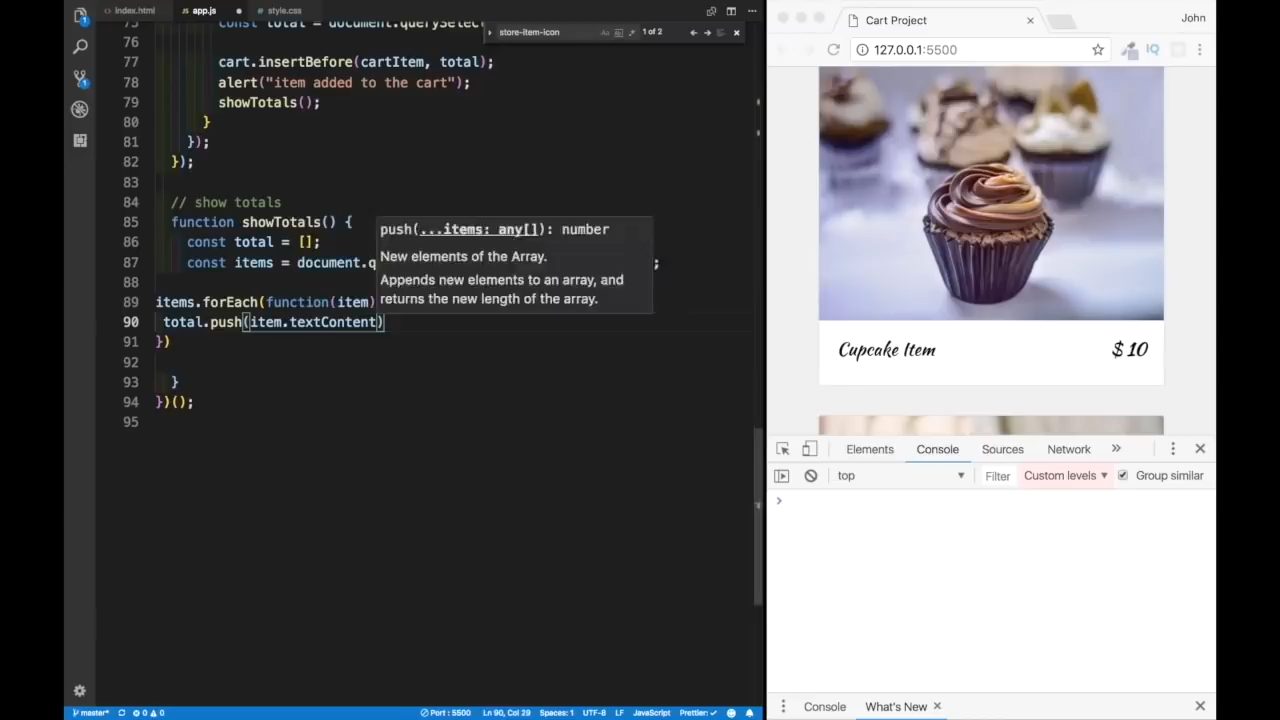 index.html
app.js
style.css
75 const total = document.querySelec
store-item-icon
1 of 2
76
77 cart.insertBefore(cartItem, total);
78 alert("item added to the cart");
79 showTotals();
80 }
81 });
82 });
83
84 // show totals
85 function showTotals() {
86 const total = [];
87 const items = document.q ;
push(...items: any[]): number
New elements of the Array.
Appends new elements to an array, and
returns the new length of the array.
88
89 items.forEach(function(item)
90 total.push(item.textContent)
91 })
92
93 }
94 })();
95
master*
0 0
Port : 5500
Ln 90, Col 29
Spaces: 1
UTF-8
LF
JavaScript
Prettier: ✓
Cart Project
John
127.0.0.1:5500
IQ
Cupcake Item
$ 10
Elements
Console
Sources
Network
top
Filter
Custom levels
Group similar
Console
What's New